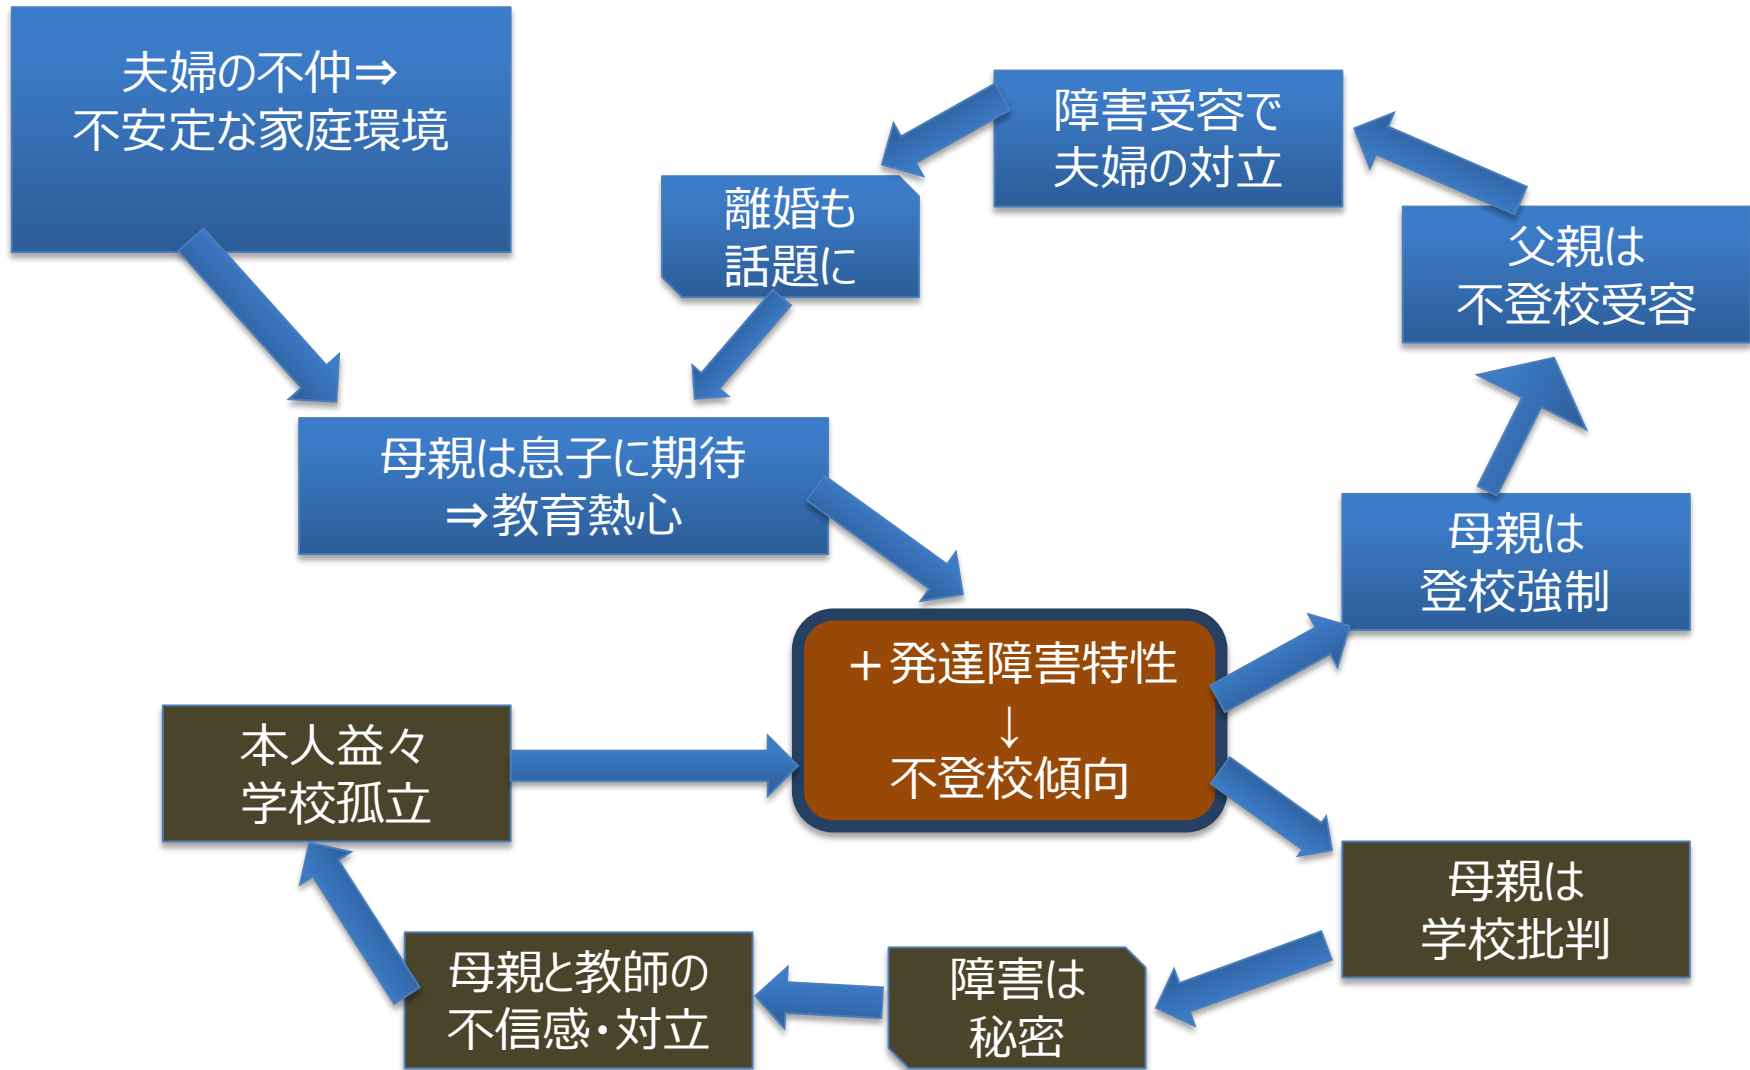 夫婦の不仲⇒
不安定な家庭環境
障害受容で
夫婦の対立
離婚も
話題に
父親は
不登校受容
母親は息子に期待
⇒教育熱心
母親は
登校強制
＋発達障害特性
↓
不登校傾向
本人益々
学校孤立
母親は
学校批判
母親と教師の
不信感・対立
障害は
秘密